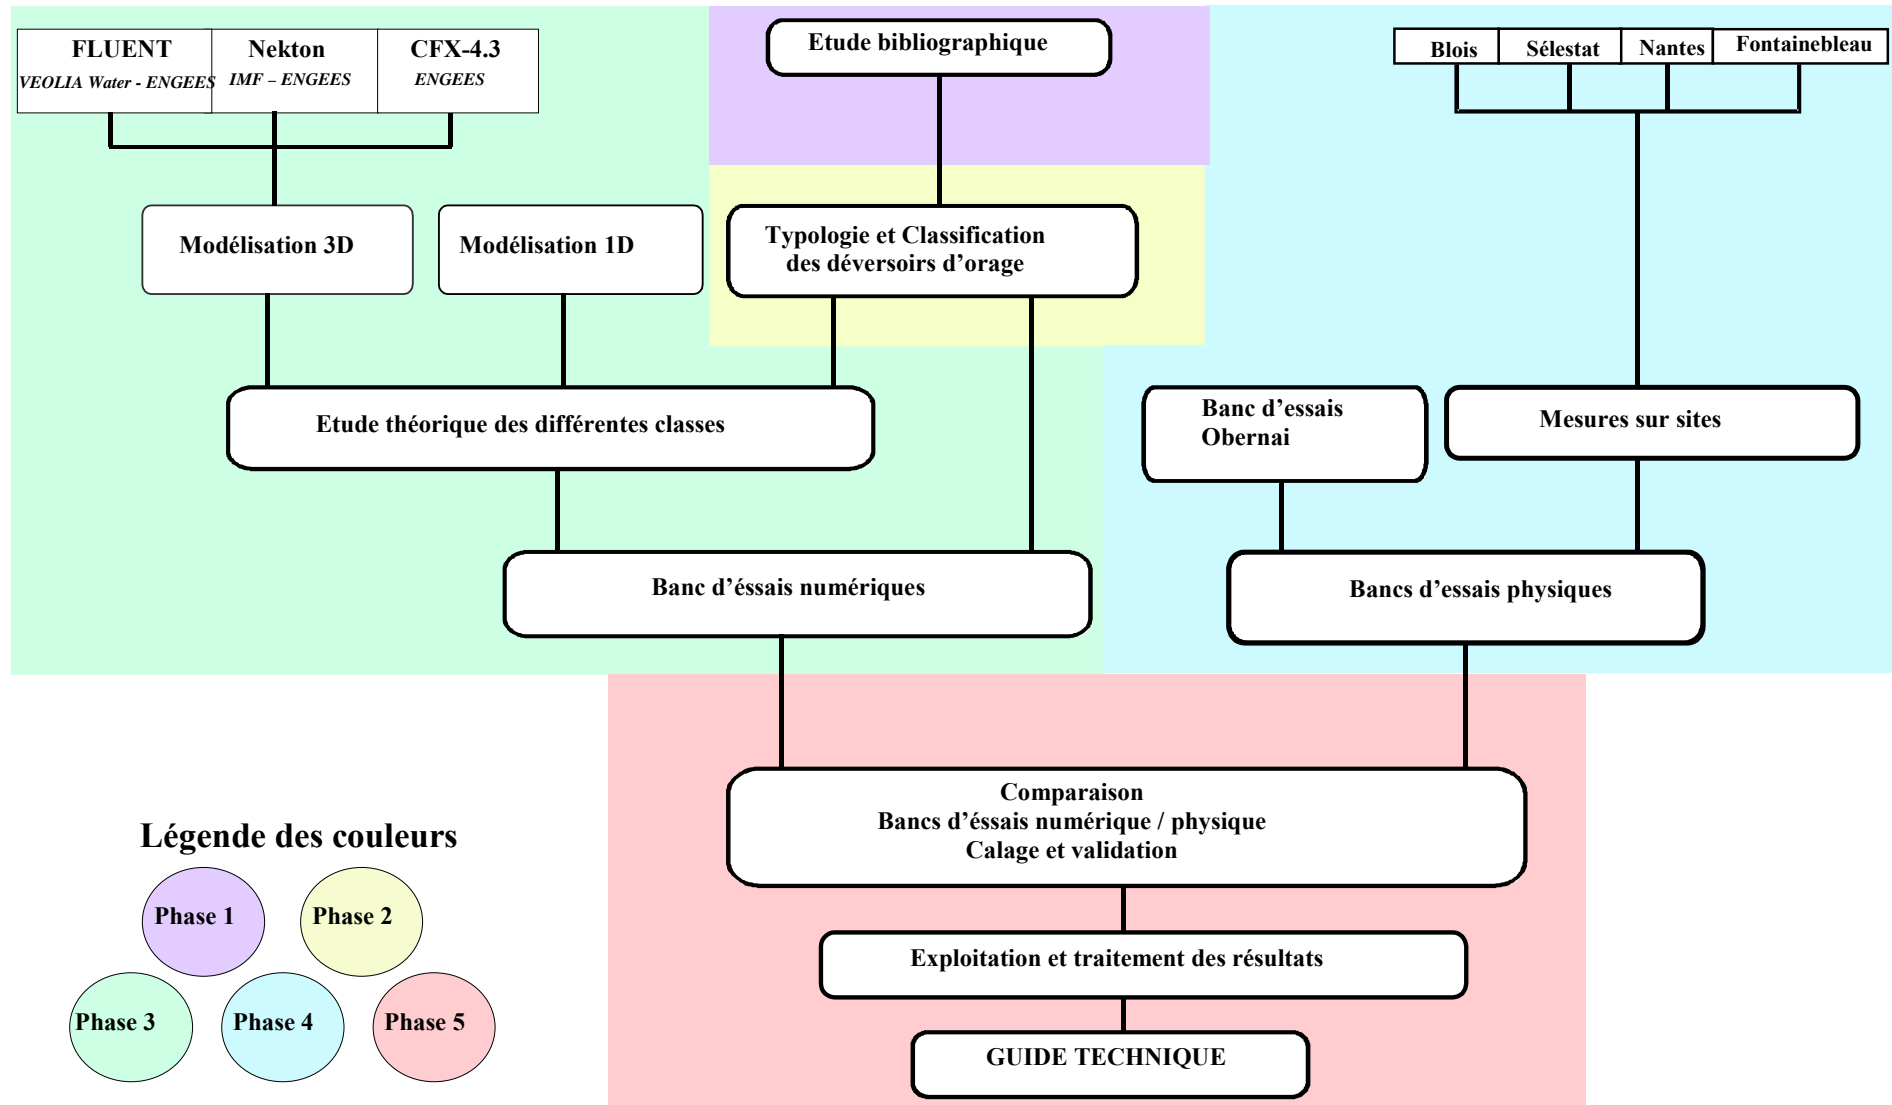 FLUENT
VEOLIA Water - ENGEES
Nekton
IMF – ENGEES
CFX-4.3
ENGEES
Etude bibliographique
Blois
Sélestat
Nantes
Fontainebleau
Modélisation 3D
Modélisation 1D
Typologie et Classification
des déversoirs d'orage
Etude théorique des différentes classes
Banc d'essais
Obernai
Mesures sur sites
Banc d'éssais numériques
Bancs d'essais physiques
Comparaison
Bancs d'éssais numérique / physique
Calage et validation
Exploitation et traitement des résultats
GUIDE TECHNIQUE
Légende des couleurs
Phase 1
Phase 2
Phase 3
Phase 4
Phase 5